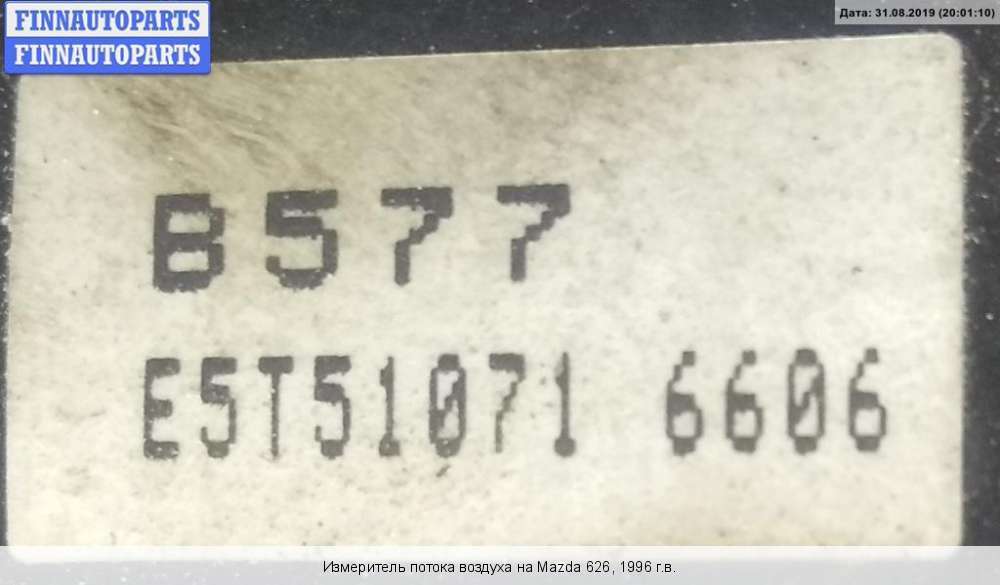 FINNAUTOPARTS
FINNAUTOPARTS
Дата: 31.08.2019 (20:01:10)
B577
E5T51071 6606
Измеритель потока воздуха на Mazda 626, 1996 г.в.